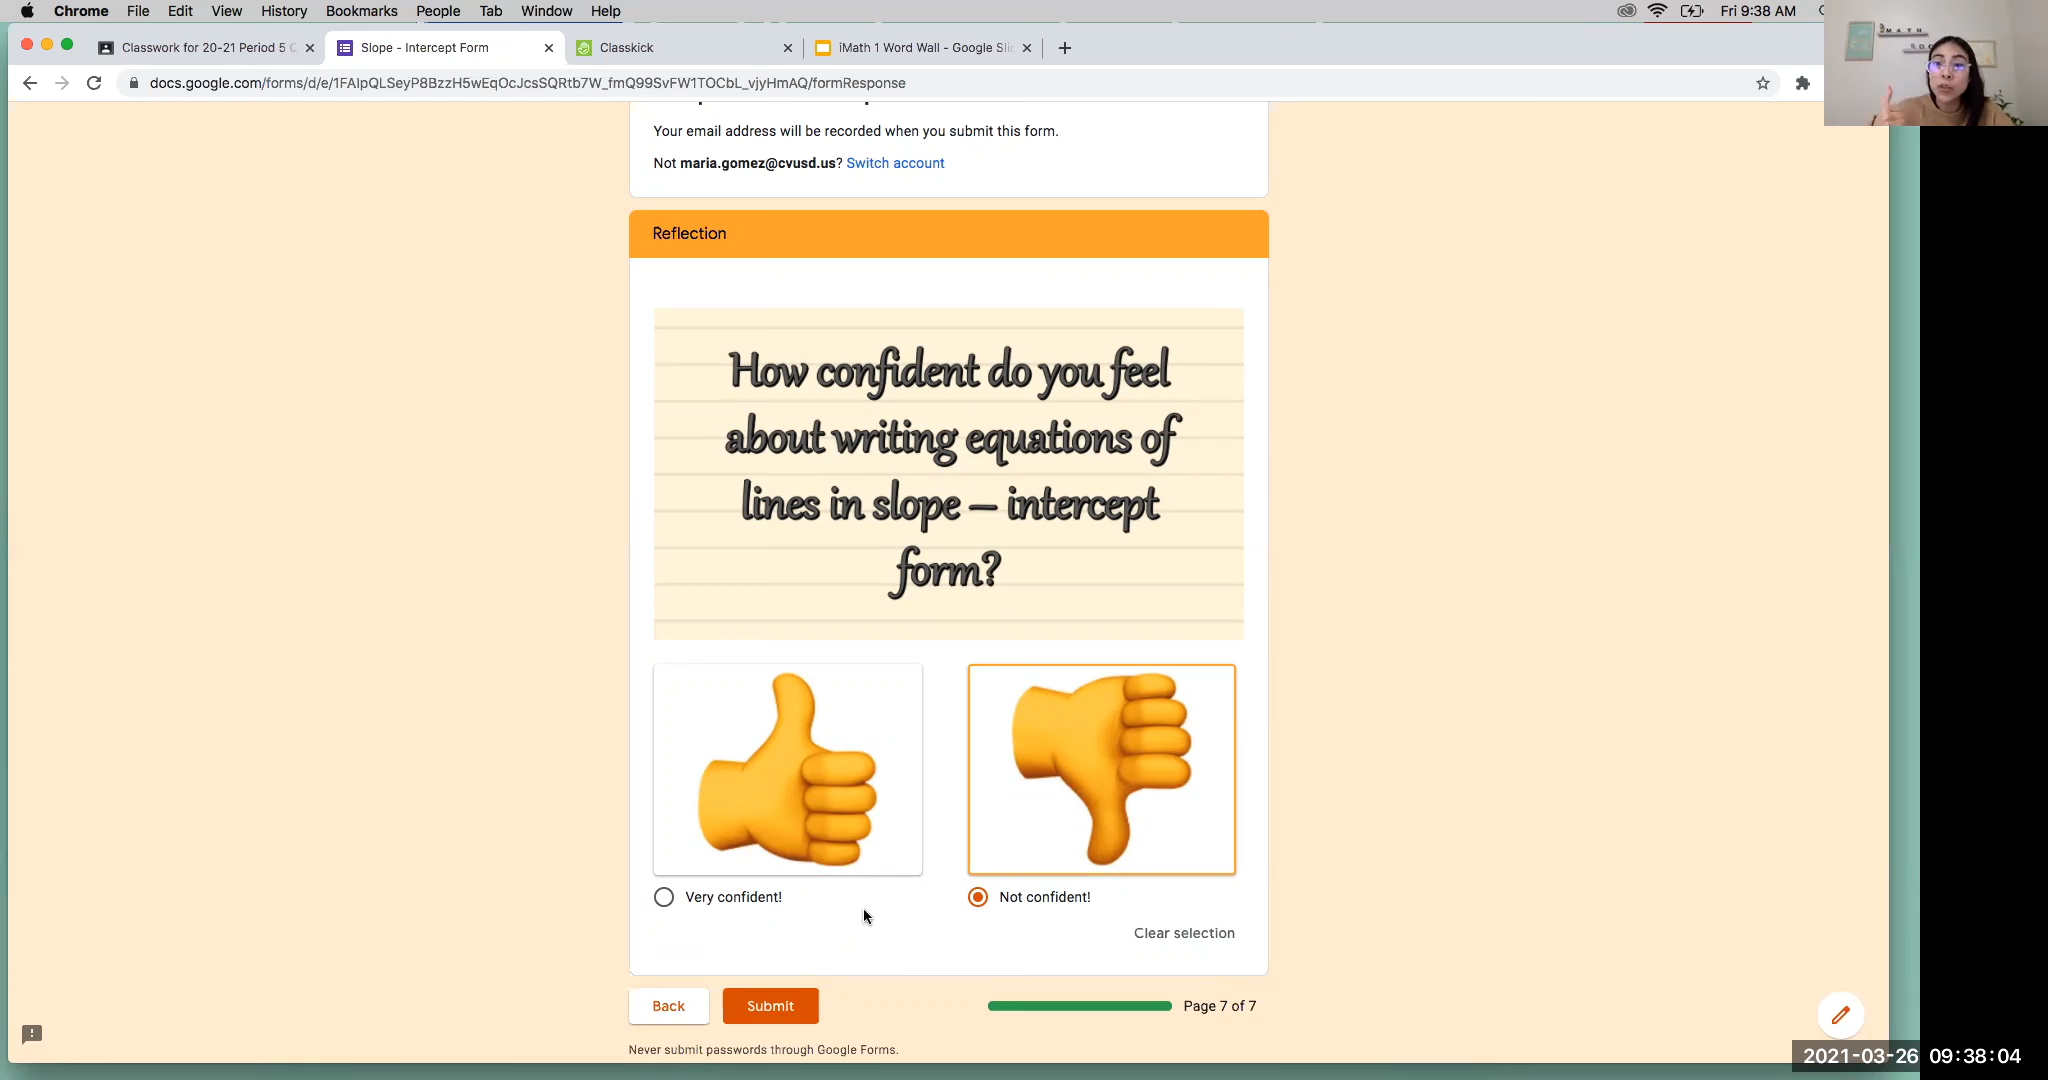 Chrome File Edit View History Bookmarks People Tab Window Help Fri 9:38 AM
Classwork for 20-21 Period 5 Slope - Intercept Form Classkick iMath 1 Word Wall - Google Sli
docs.google.com/forms/d/e/1FAIpQLSeyP8BzzH5wEqOcJcsSQRtb7W_fmQ99SvFW1TOCbL_vjyHmAQ/formResponse
MATH
Your email address will be recorded when you submit this form.
Not maria.gomez@cvusd.us? Switch account
Reflection
How confident do you feel
about writing equations of
lines in slope – intercept
form?
Very confident! Not confident!
Clear selection
Back Submit Page 7 of 7
Never submit passwords through Google Forms.
2021-03-26 09:38:04